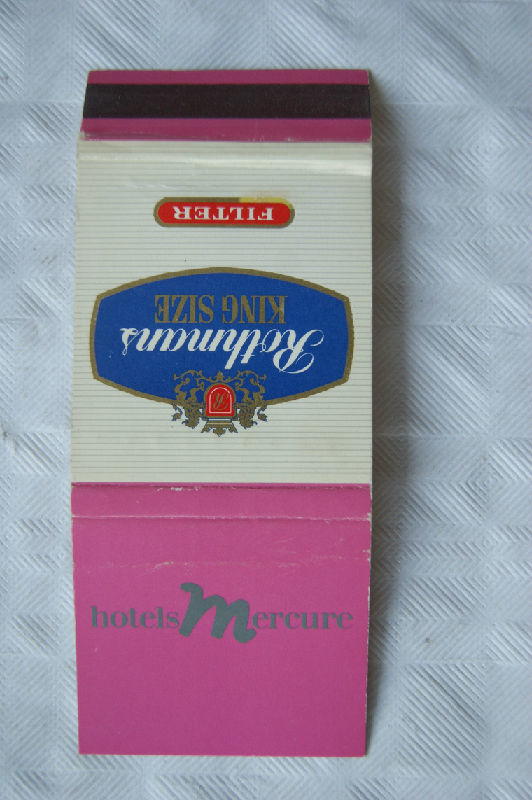 FILTER
Rothmans
KING SIZE
hotels Mercure